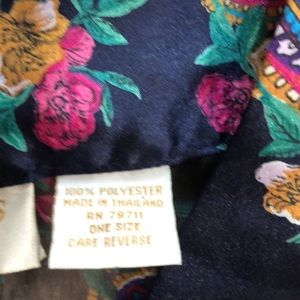 100% POLYESTER
MADE IN THAILAND
RN 79711
ONE SIZE
CARE REVERSE